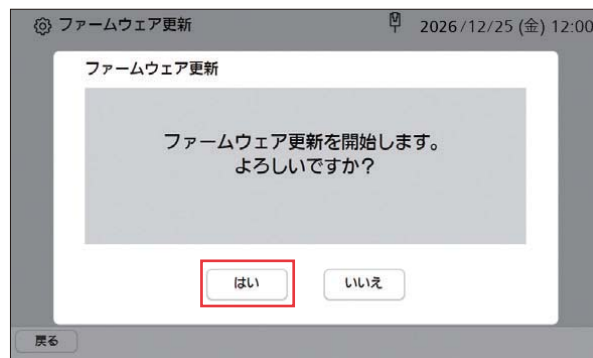 ファームウェア更新
2026/12/25 (金) 12:00
ファームウェア更新
ファームウェア更新を開始します。
よろしいですか？
はい
いいえ
戻る